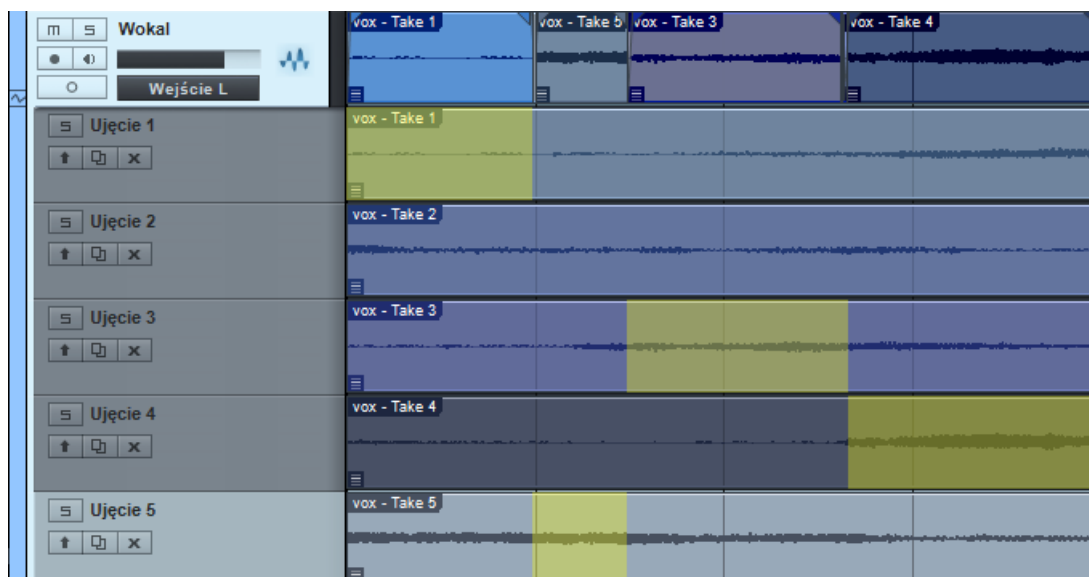 M S Wokal
Wejście L
vox - Take 1
vox - Take 5
vox - Take 3
vox - Take 4
S Ujęcie 1
vox - Take 1
S Ujęcie 2
vox - Take 2
S Ujęcie 3
vox - Take 3
S Ujęcie 4
vox - Take 4
S Ujęcie 5
vox - Take 5